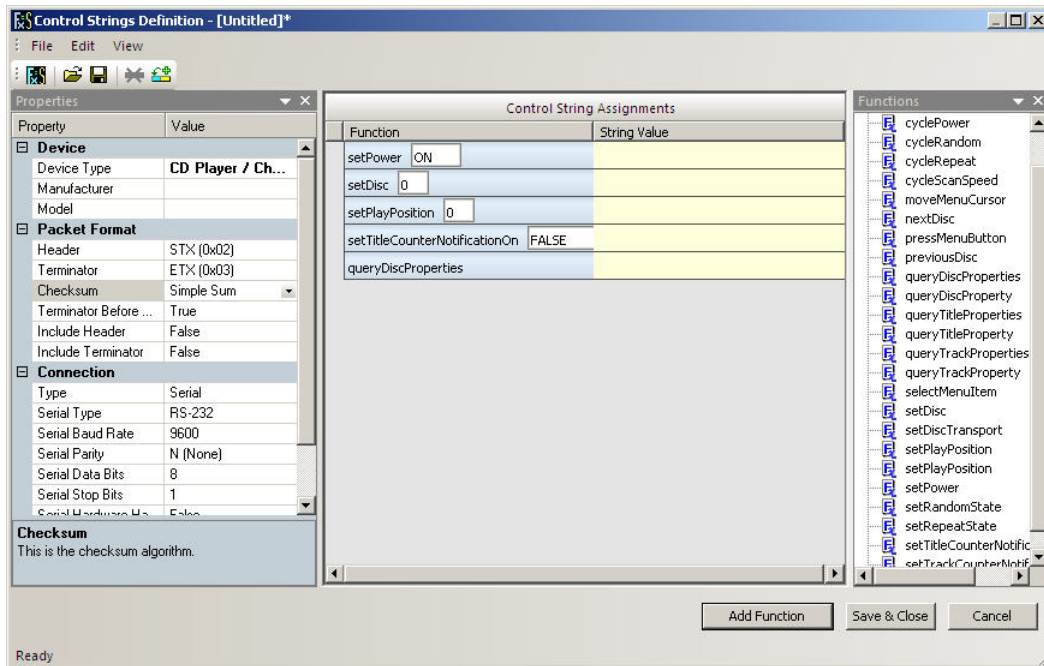 Control Strings Definition - [Untitled]*
File Edit View
Properties
Property Value
Device
Device Type CD Player / Ch...
Manufacturer
Model
Packet Format
Header STX (0x02)
Terminator ETX (0x03)
Checksum Simple Sum
Terminator Before ... True
Include Header False
Include Terminator False
Connection
Type Serial
Serial Type RS-232
Serial Baud Rate 9600
Serial Parity N (None)
Serial Data Bits 8
Serial Stop Bits 1
Checksum
This is the checksum algorithm.
Control String Assignments
Function String Value
setPower ON
setDisc 0
setPlayPosition 0
setTitleCounterNotificationOn FALSE
queryDiscProperties
Functions
cyclePower
cycleRandom
cycleRepeat
cycleScanSpeed
moveMenuCursor
nextDisc
pressMenuButton
previousDisc
queryDiscProperties
queryDiscProperty
queryTitleProperties
queryTitleProperty
queryTrackProperties
queryTrackProperty
selectMenuItem
setDisc
setDiscTransport
setPlayPosition
setPlayPosition
setPower
setRandomState
setRepeatState
setTitleCounterNotific
setTrackCounterNotif
Add Function Save & Close Cancel
Ready